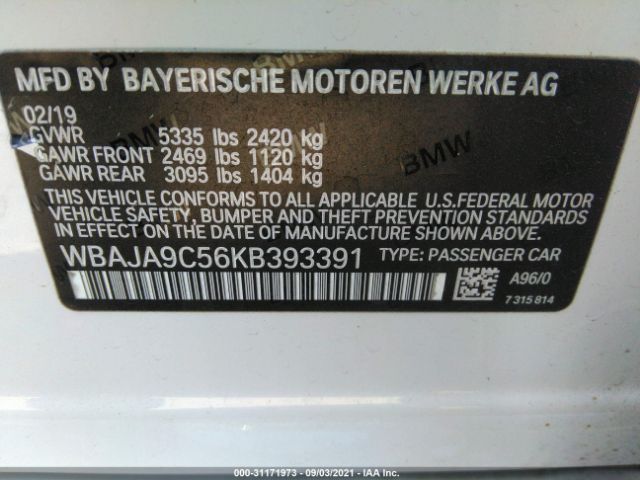 MFD BY BAYERISCHE MOTOREN WERKE AG
02/19
GVWR 5335 lbs 2420 kg
GAWR FRONT 2469 lbs 1120 kg
GAWR REAR 3095 lbs 1404 kg
THIS VEHICLE CONFORMS TO ALL APPLICABLE U.S.FEDERAL MOTOR
VEHICLE SAFETY, BUMPER AND THEFT PREVENTION STANDARDS IN
EFFECT ON THE DATE OF MANUFACTURE SHOWN ABOVE.
WBAJA9C56KB393391 TYPE: PASSENGER CAR
A96/0
7 315 814
BMW
BMW
000-31171973 - 09/03/2021 - IAA Inc.